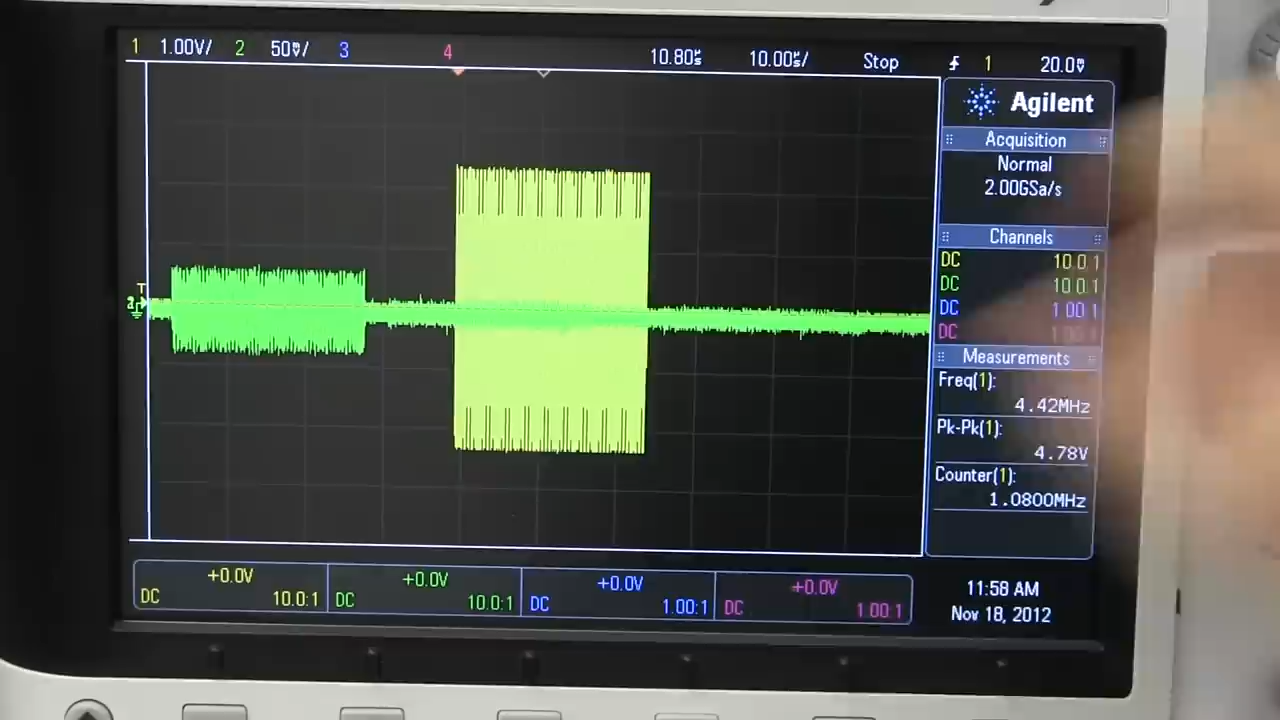 1 1.00V/ 2 50V/ 3 4 10.80s 10.00s/ Stop 1 20.0V
Agilent
Acquisition
Normal
2.00GSa/s
Channels
DC 10.0:1
DC 10.0:1
DC 1.00:1
DC 1.00:1
Measurements
Freq(1):
4.42MHz
Pk-Pk(1):
4.78V
Counter(1):
1.0800MHz
T
+0.0V +0.0V +0.0V +0.0V
DC 10.0:1 DC 10.0:1 DC 1.00:1 DC 1.00:1
11:58 AM
Nov 18, 2012